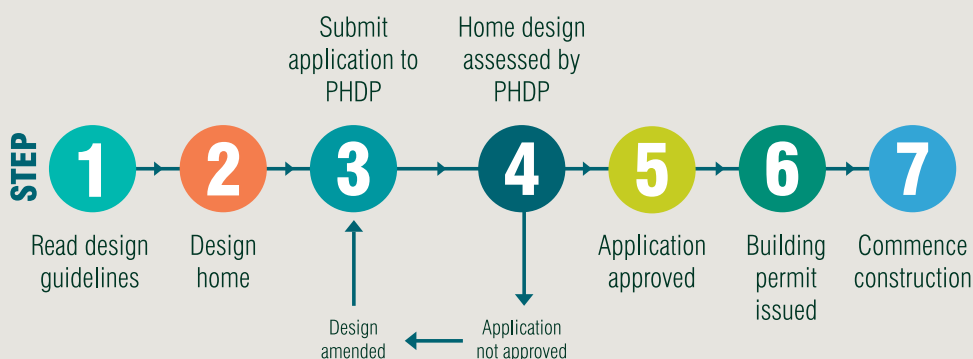 Submit
application to
PHDP
Home design
assessed by
PHDP
STEP
1
2
3
4
5
6
7
Read design
guidelines
Design
home
Application
approved
Building
permit
issued
Commence
construction
Design
amended
Application
not approved